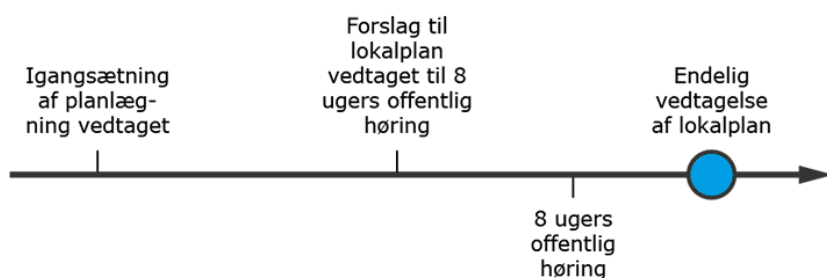 Igangsætning
af planlæg-
ning vedtaget
Forslag til
lokalplan
vedtaget til 8
ugers offentlig
høring
8 ugers
offentlig
høring
Endelig
vedtagelse
af lokalplan